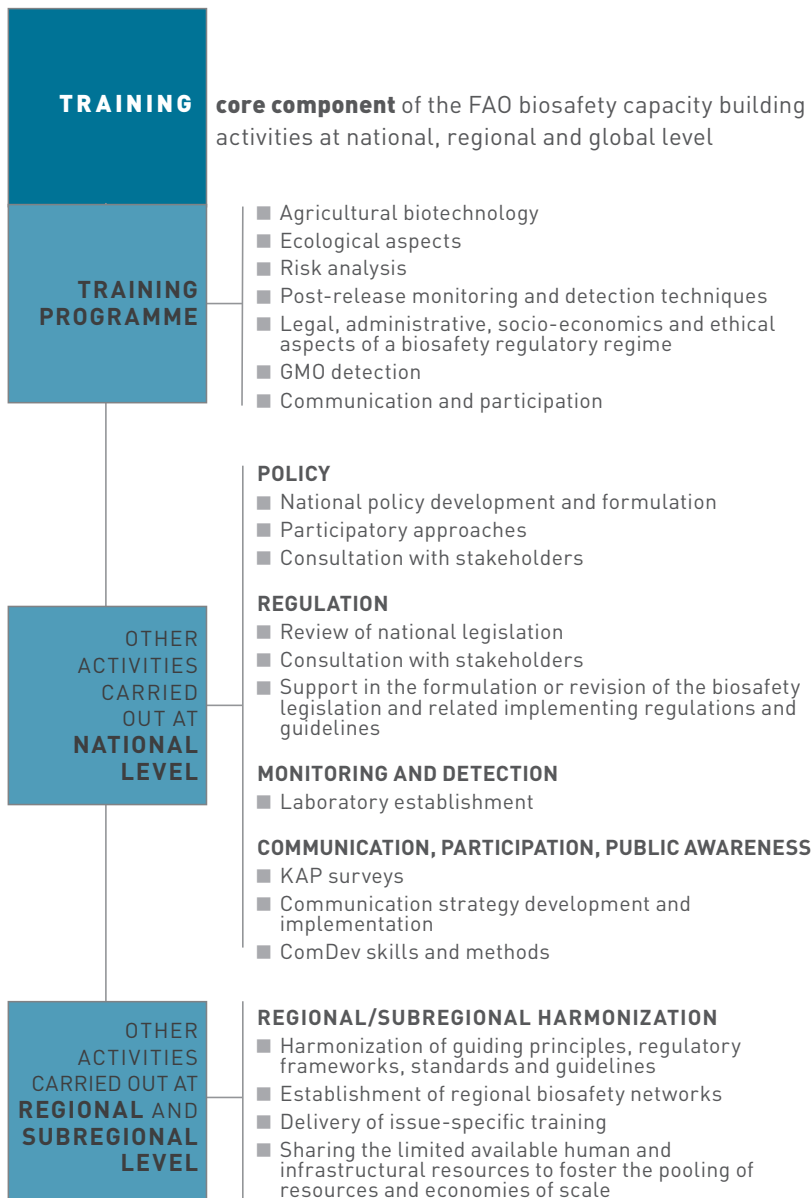 TRAINING
core component of the FAO biosafety capacity building
activities at national, regional and global level
TRAINING
PROGRAMME
■ Agricultural biotechnology
■ Ecological aspects
■ Risk analysis
■ Post-release monitoring and detection techniques
■ Legal, administrative, socio-economics and ethical
aspects of a biosafety regulatory regime
■ GMO detection
■ Communication and participation
OTHER
ACTIVITIES
CARRIED
OUT AT
NATIONAL
LEVEL
POLICY
■ National policy development and formulation
■ Participatory approaches
■ Consultation with stakeholders
REGULATION
■ Review of national legislation
■ Consultation with stakeholders
■ Support in the formulation or revision of the biosafety
legislation and related implementing regulations and
guidelines
MONITORING AND DETECTION
■ Laboratory establishment
COMMUNICATION, PARTICIPATION, PUBLIC AWARENESS
■ KAP surveys
■ Communication strategy development and
implementation
■ ComDev skills and methods
OTHER
ACTIVITIES
CARRIED OUT AT
REGIONAL AND
SUBREGIONAL
LEVEL
REGIONAL/SUBREGIONAL HARMONIZATION
■ Harmonization of guiding principles, regulatory
frameworks, standards and guidelines
■ Establishment of regional biosafety networks
■ Delivery of issue-specific training
■ Sharing the limited available human and
infrastructural resources to foster the pooling of
resources and economies of scale